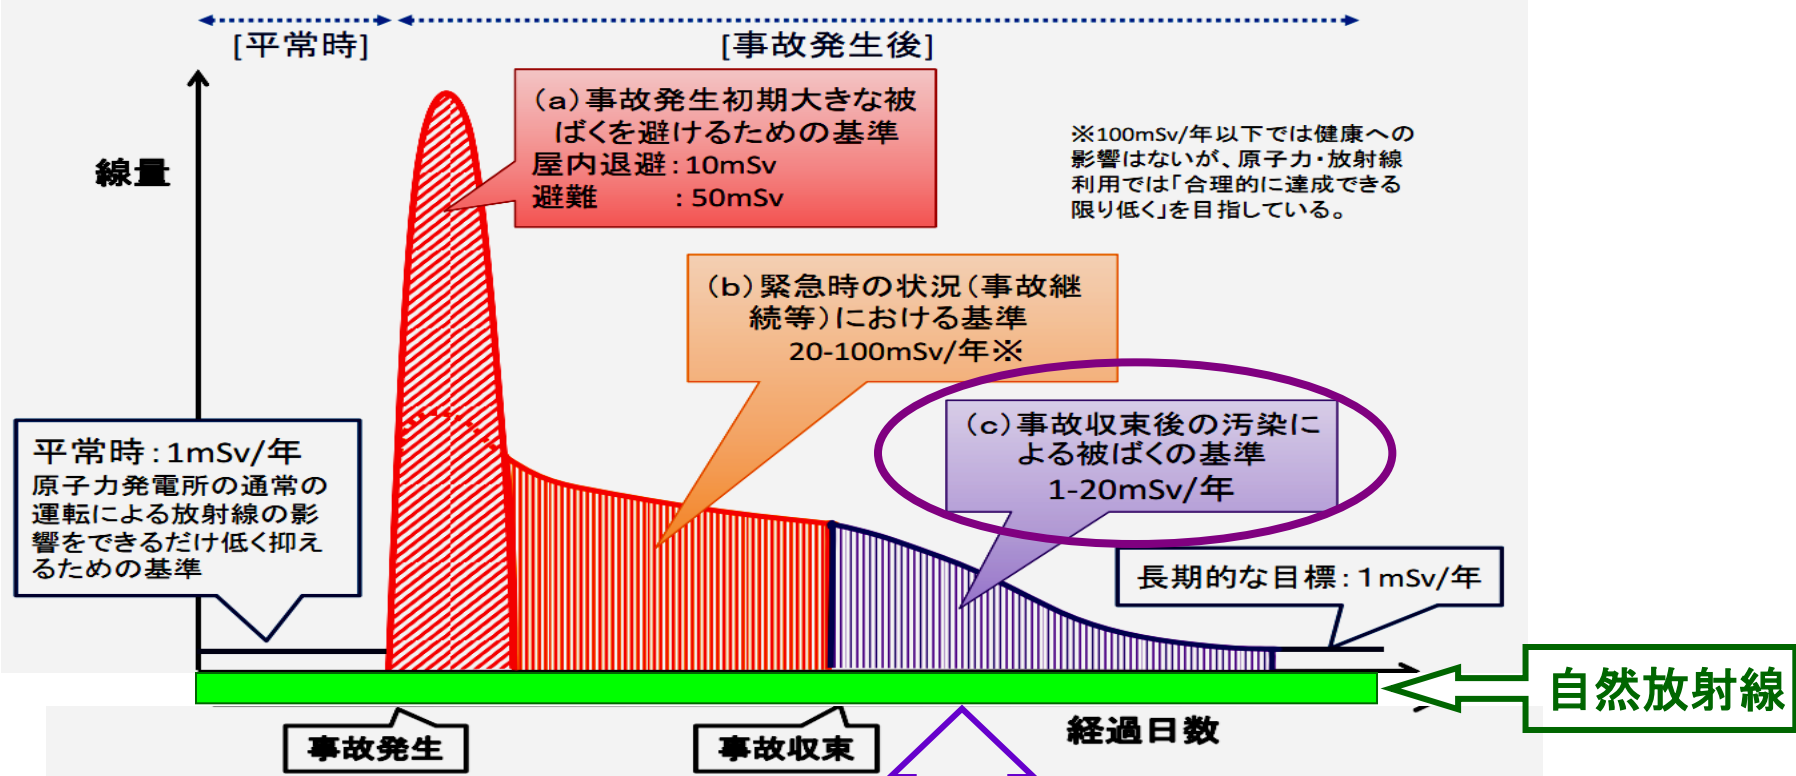 [平常時]
[事故発生後]
線量
(a)事故発生初期大きな被
ばくを避けるための基準
屋内退避:10mSv
避難 :50mSv
※100mSv/年以下では健康への
影響はないが、原子力・放射線
利用では「合理的に達成できる
限り低く」を目指している。
(b)緊急時の状況(事故継
続等)における基準
20-100mSv/年※
(c)事故収束後の汚染に
よる被ばくの基準
1-20mSv/年
平常時:1mSv/年
原子力発電所の通常の
運転による放射線の影
響をできるだけ低く抑え
るための基準
長期的な目標:1mSv/年
自然放射線
事故発生
事故収束
経過日数